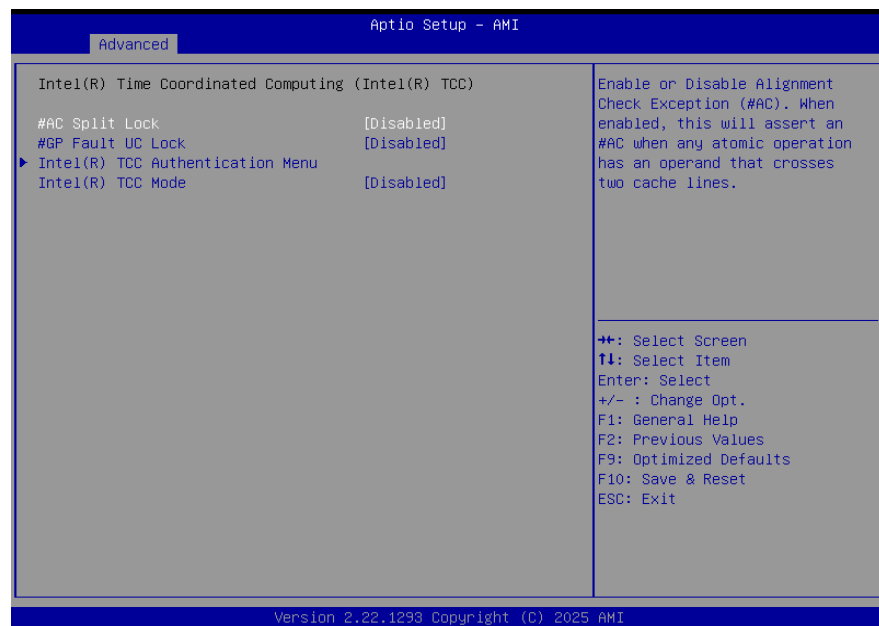 Aptio Setup - AMI
Advanced
Intel(R) Time Coordinated Computing (Intel(R) TCC)
#AC Split Lock [Disabled]
#GP Fault UC Lock [Disabled]
Intel(R) TCC Authentication Menu
Intel(R) TCC Mode [Disabled]
Enable or Disable Alignment
Check Exception (#AC). When
enabled, this will assert an
#AC when any atomic operation
has an operand that crosses
two cache lines.
→←: Select Screen
↑↓: Select Item
Enter: Select
+/- : Change Opt.
F1: General Help
F2: Previous Values
F9: Optimized Defaults
F10: Save & Reset
ESC: Exit
Version 2.22.1293 Copyright (C) 2025 AMI